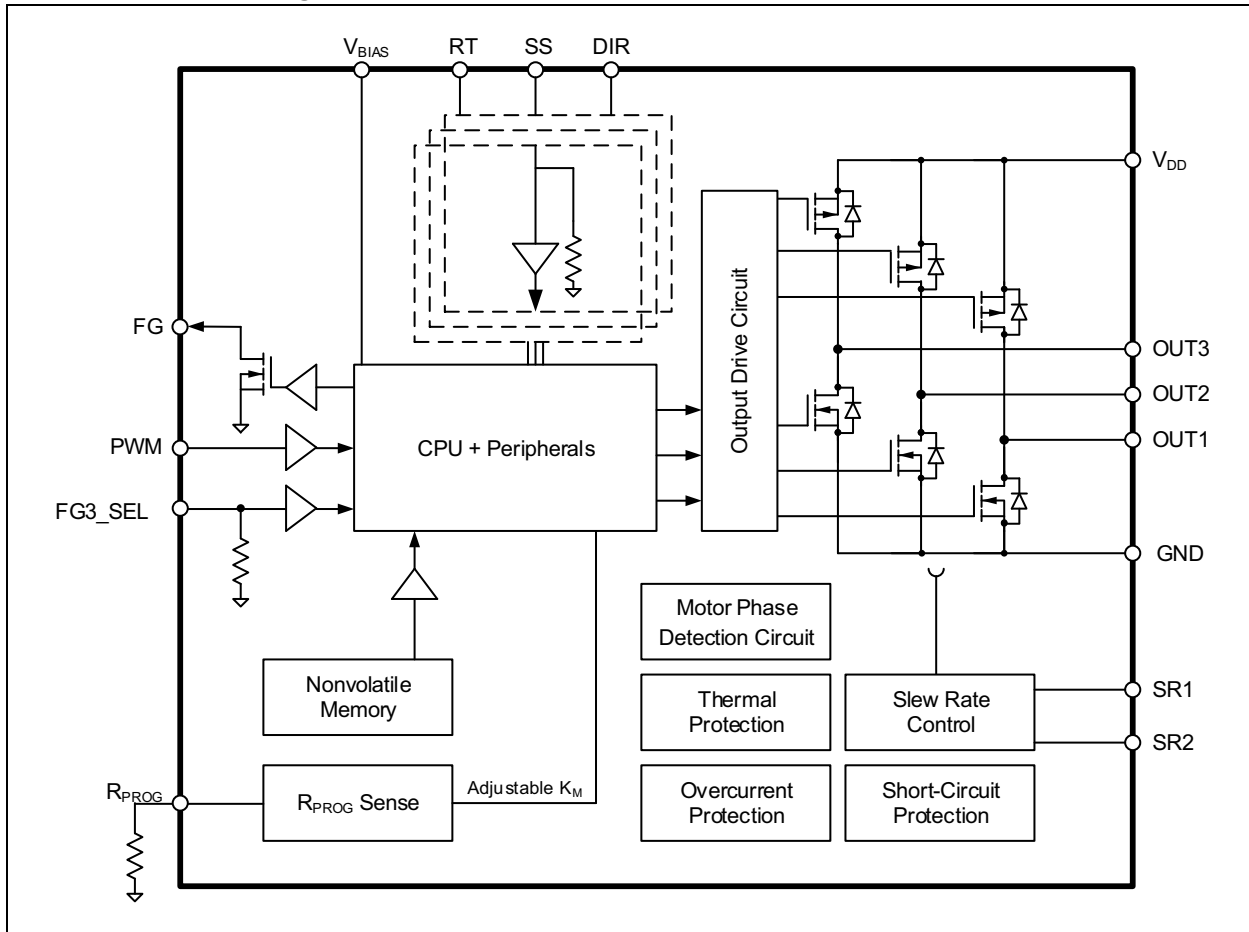 VBIAS
RT
SS
DIR
VDD
FG
PWM
FG3_SEL
CPU + Peripherals
Output Drive Circuit
OUT3
OUT2
OUT1
GND
Motor Phase
Detection Circuit
Nonvolatile
Memory
Thermal
Protection
Slew Rate
Control
SR1
SR2
RPROG
RPROG Sense
Adjustable KM
Overcurrent
Protection
Short-Circuit
Protection